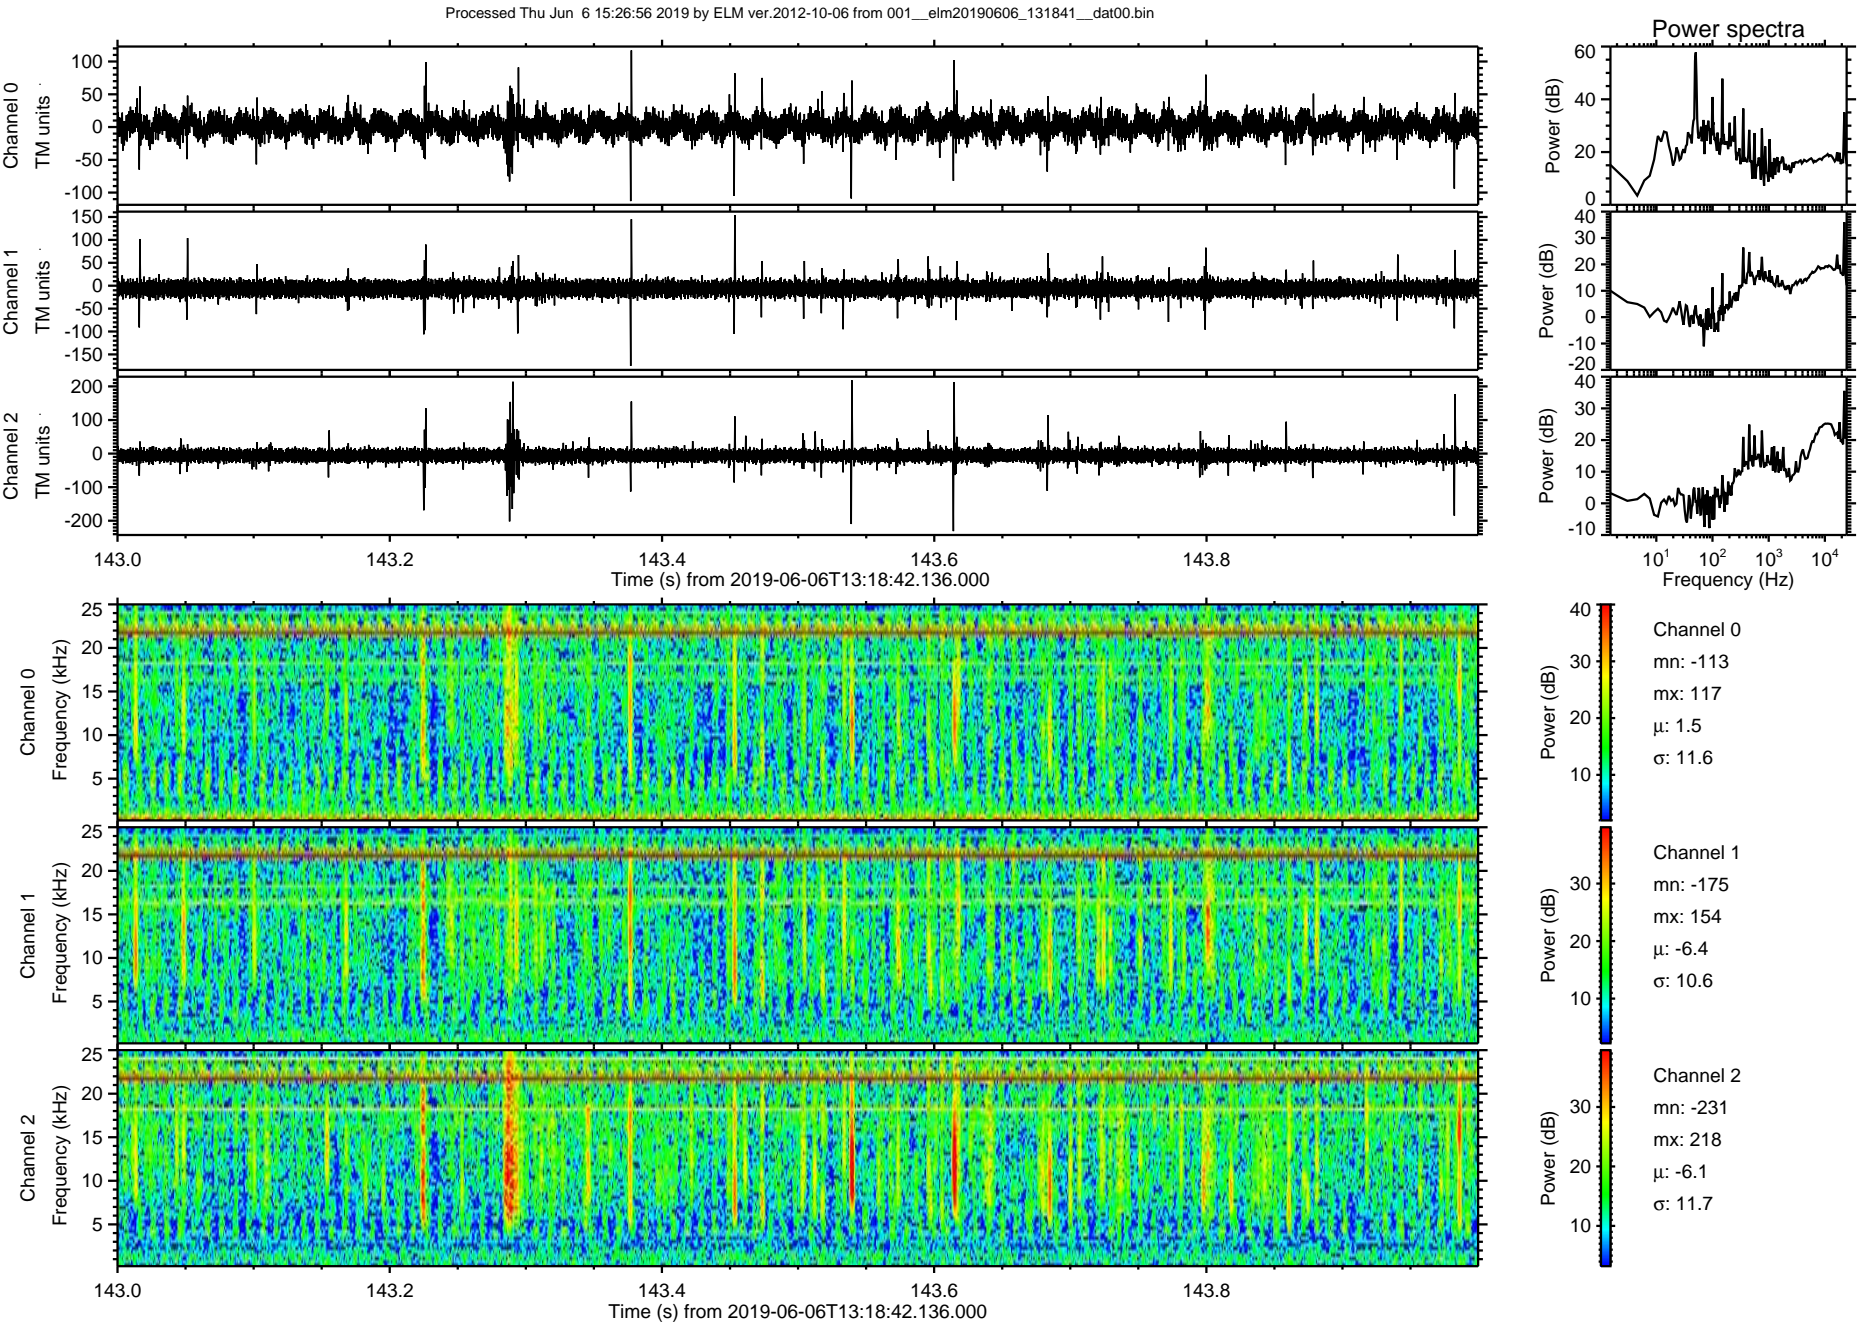 Processed Thu Jun  6 15:26:56 2019 by ELM ver.2012-10-06 from 001__elm20190606_131841__dat00.bin
Power spectra
Channel 0
TM units
100
50
0
-50
-100
Power (dB)
60
40
20
0
Channel 1
TM units
150
100
50
0
-50
-100
-150
Power (dB)
40
30
20
10
0
-10
-20
Channel 2
TM units
200
100
0
-100
-200
Power (dB)
40
30
20
10
0
-10
143.0 143.2 143.4 143.6 143.8
Time (s) from 2019-06-06T13:18:42.136.000
10¹ 10² 10³ 10⁴
Frequency (Hz)
Channel 0
Frequency (kHz)
25
20
15
10
5
Power (dB)
40
30
20
10
Channel 0
mn: -113
mx: 117
μ: 1.5
σ: 11.6
Channel 1
Frequency (kHz)
25
20
15
10
5
Power (dB)
30
20
10
Channel 1
mn: -175
mx: 154
μ: -6.4
σ: 10.6
Channel 2
Frequency (kHz)
25
20
15
10
5
Power (dB)
30
20
10
Channel 2
mn: -231
mx: 218
μ: -6.1
σ: 11.7
143.0 143.2 143.4 143.6 143.8
Time (s) from 2019-06-06T13:18:42.136.000